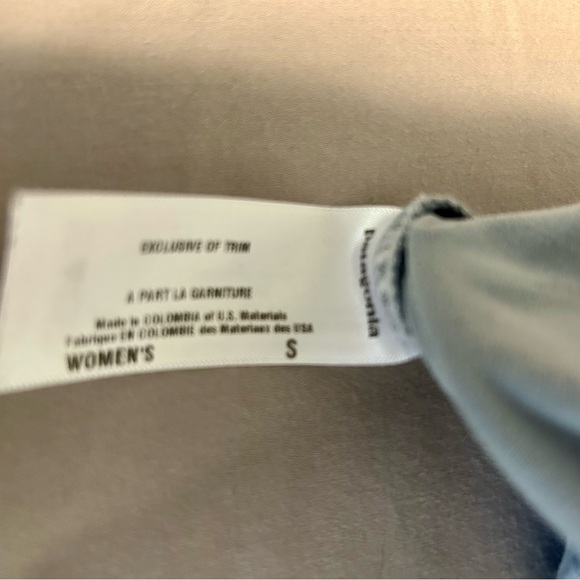 EXCLUSIVE OF TRIM
A PART LA GARNITURE
Made in COLOMBIA of U.S. Materials
Fabrique EN COLOMBIE des Materiaux des USA
WOMEN'S S
patagonia